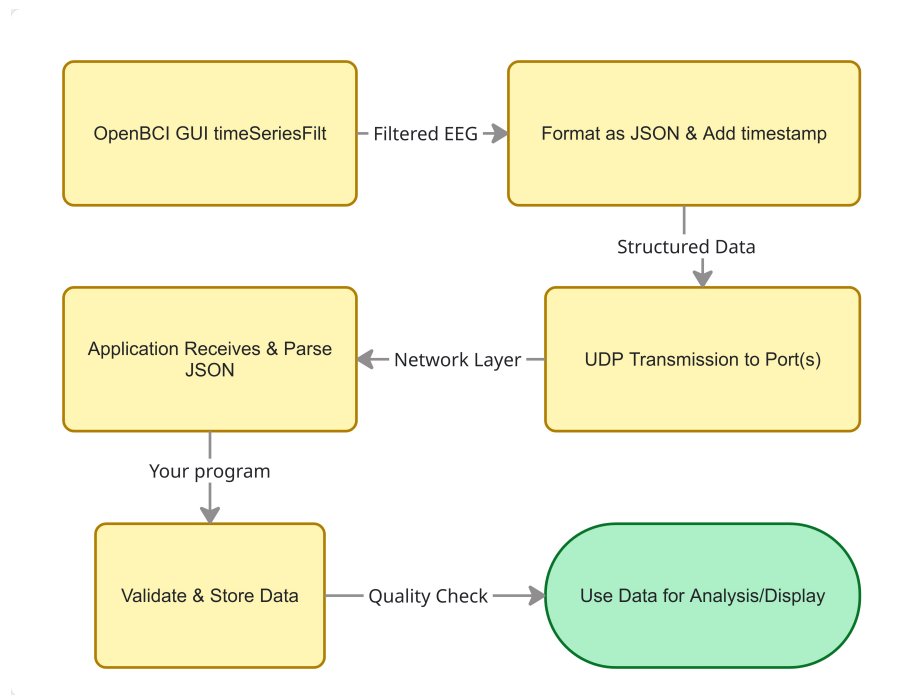 OpenBCI GUI timeSeriesFilt
Filtered EEG
Format as JSON & Add timestamp
Structured Data
UDP Transmission to Port(s)
Network Layer
Application Receives & Parse
JSON
Your program
Validate & Store Data
Quality Check
Use Data for Analysis/Display